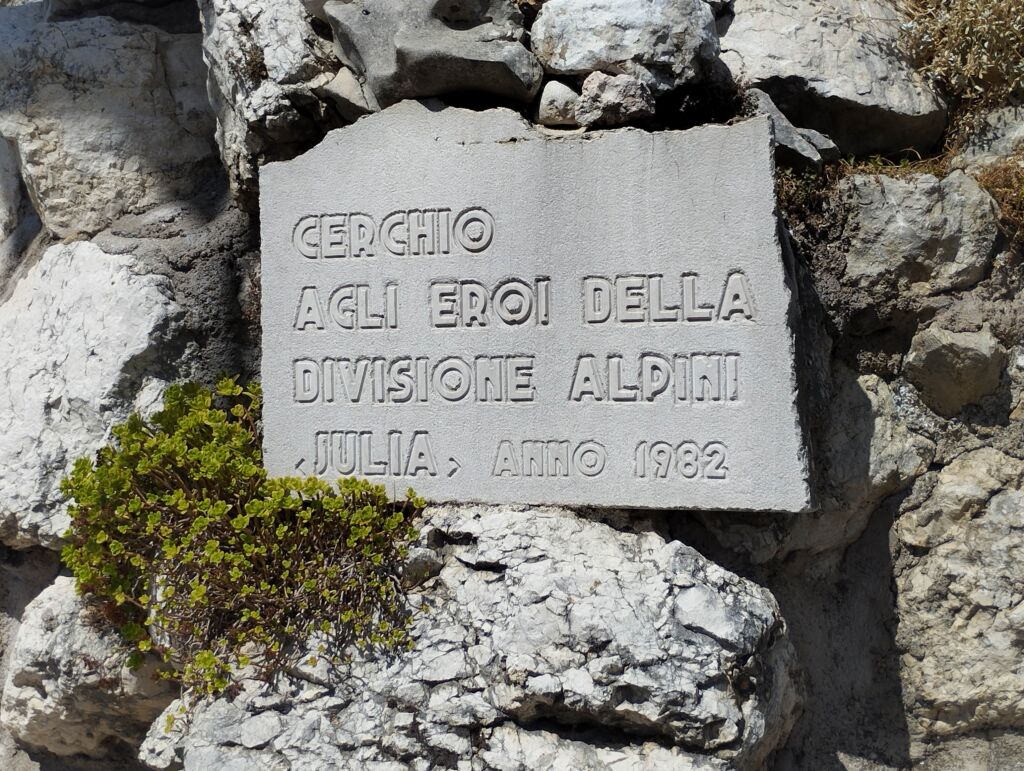 CERCHIO
AGLI EROI DELLA
DIVISIONE ALPINI
‹JULIA› ANNO 1982